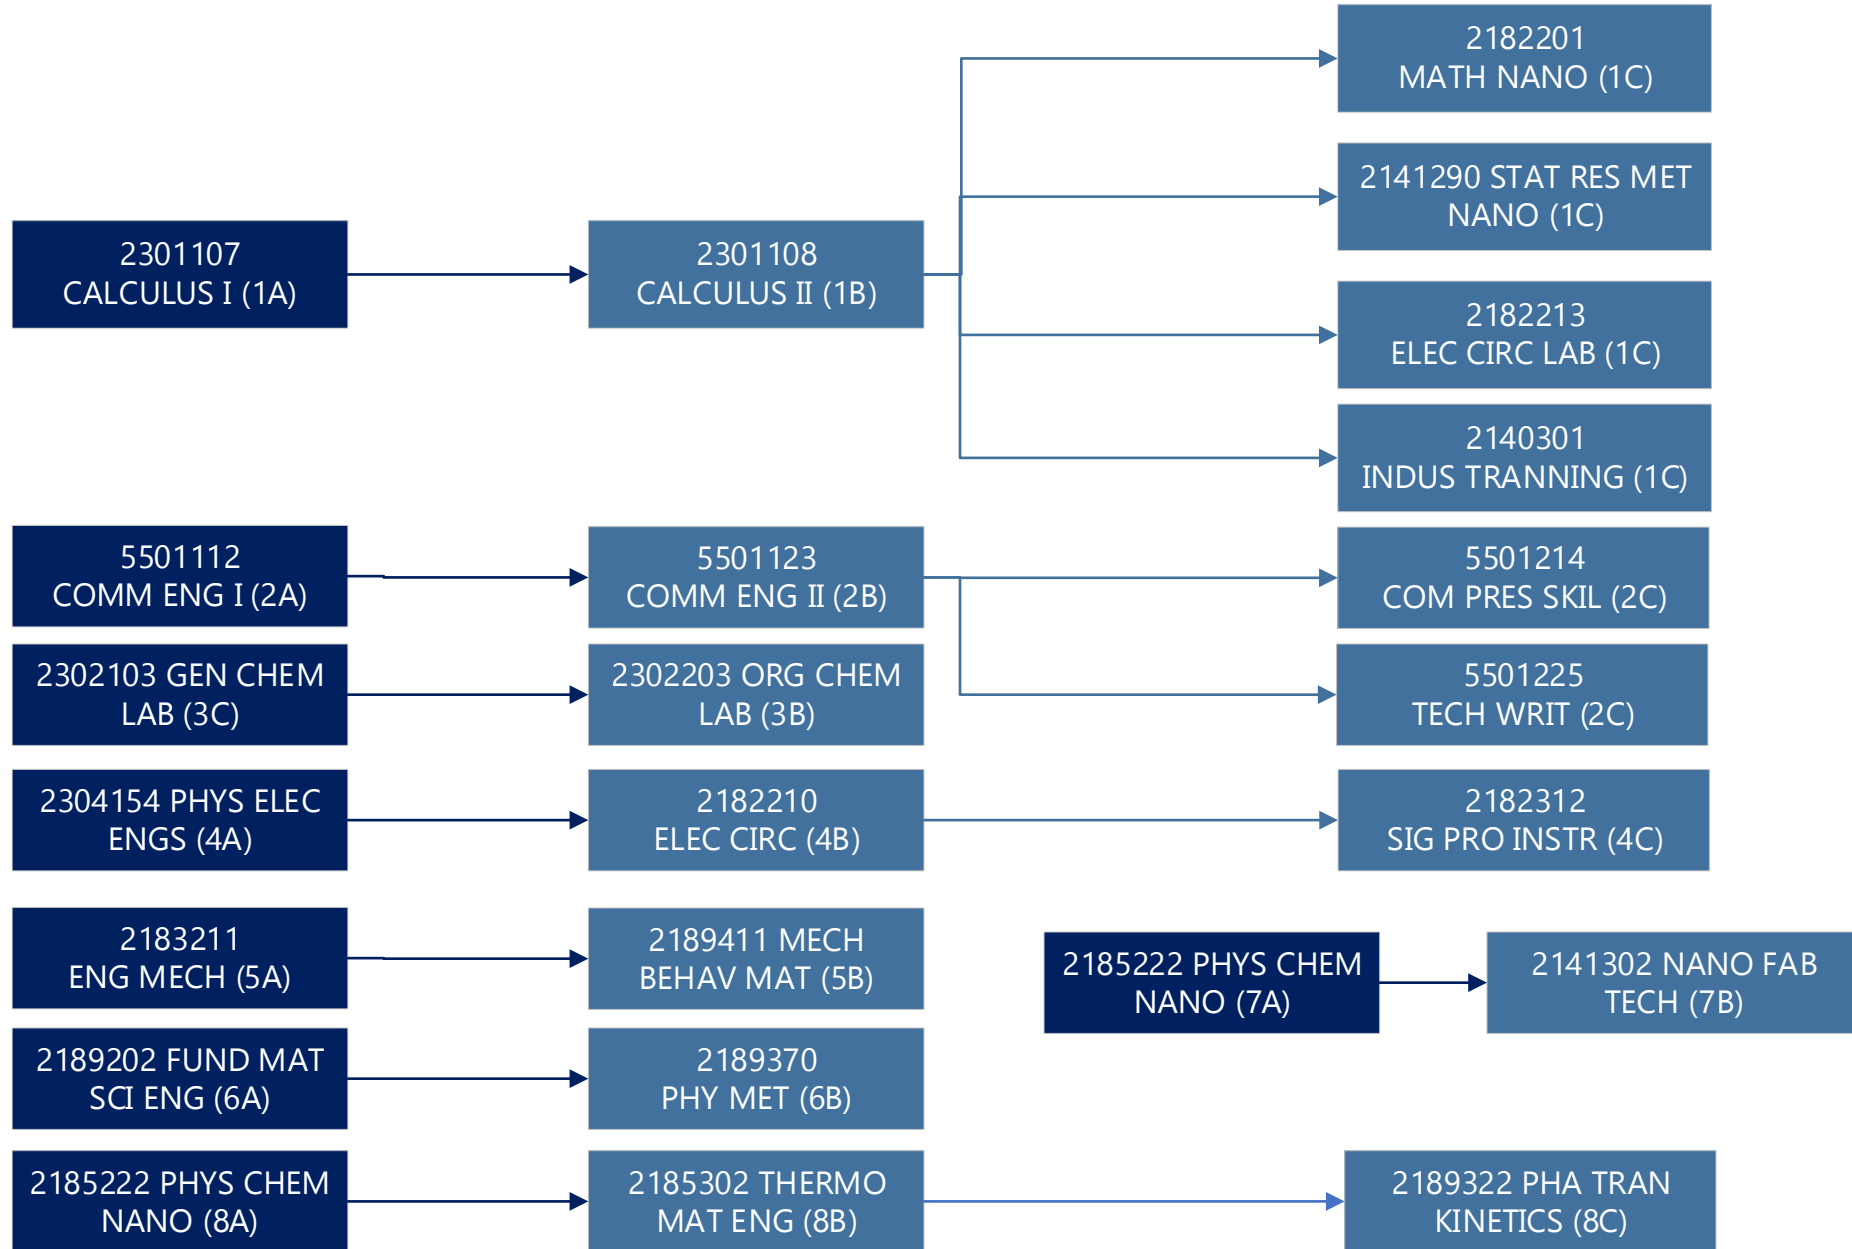 2182201
MATH NANO (1C)
2141290 STAT RES MET
NANO (1C)
2301107
CALCULUS I (1A)
2301108
CALCULUS II (1B)
2182213
ELEC CIRC LAB (1C)
2140301
INDUS TRANNING (1C)
5501112
COMM ENG I (2A)
5501123
COMM ENG II (2B)
5501214
COM PRES SKIL (2C)
2302103 GEN CHEM
LAB (3C)
2302203 ORG CHEM
LAB (3B)
5501225
TECH WRIT (2C)
2304154 PHYS ELEC
ENGS (4A)
2182210
ELEC CIRC (4B)
2182312
SIG PRO INSTR (4C)
2183211
ENG MECH (5A)
2189411 MECH
BEHAV MAT (5B)
2185222 PHYS CHEM
NANO (7A)
2141302 NANO FAB
TECH (7B)
2189202 FUND MAT
SCI ENG (6A)
2189370
PHY MET (6B)
2185222 PHYS CHEM
NANO (8A)
2185302 THERMO
MAT ENG (8B)
2189322 PHA TRAN
KINETICS (8C)